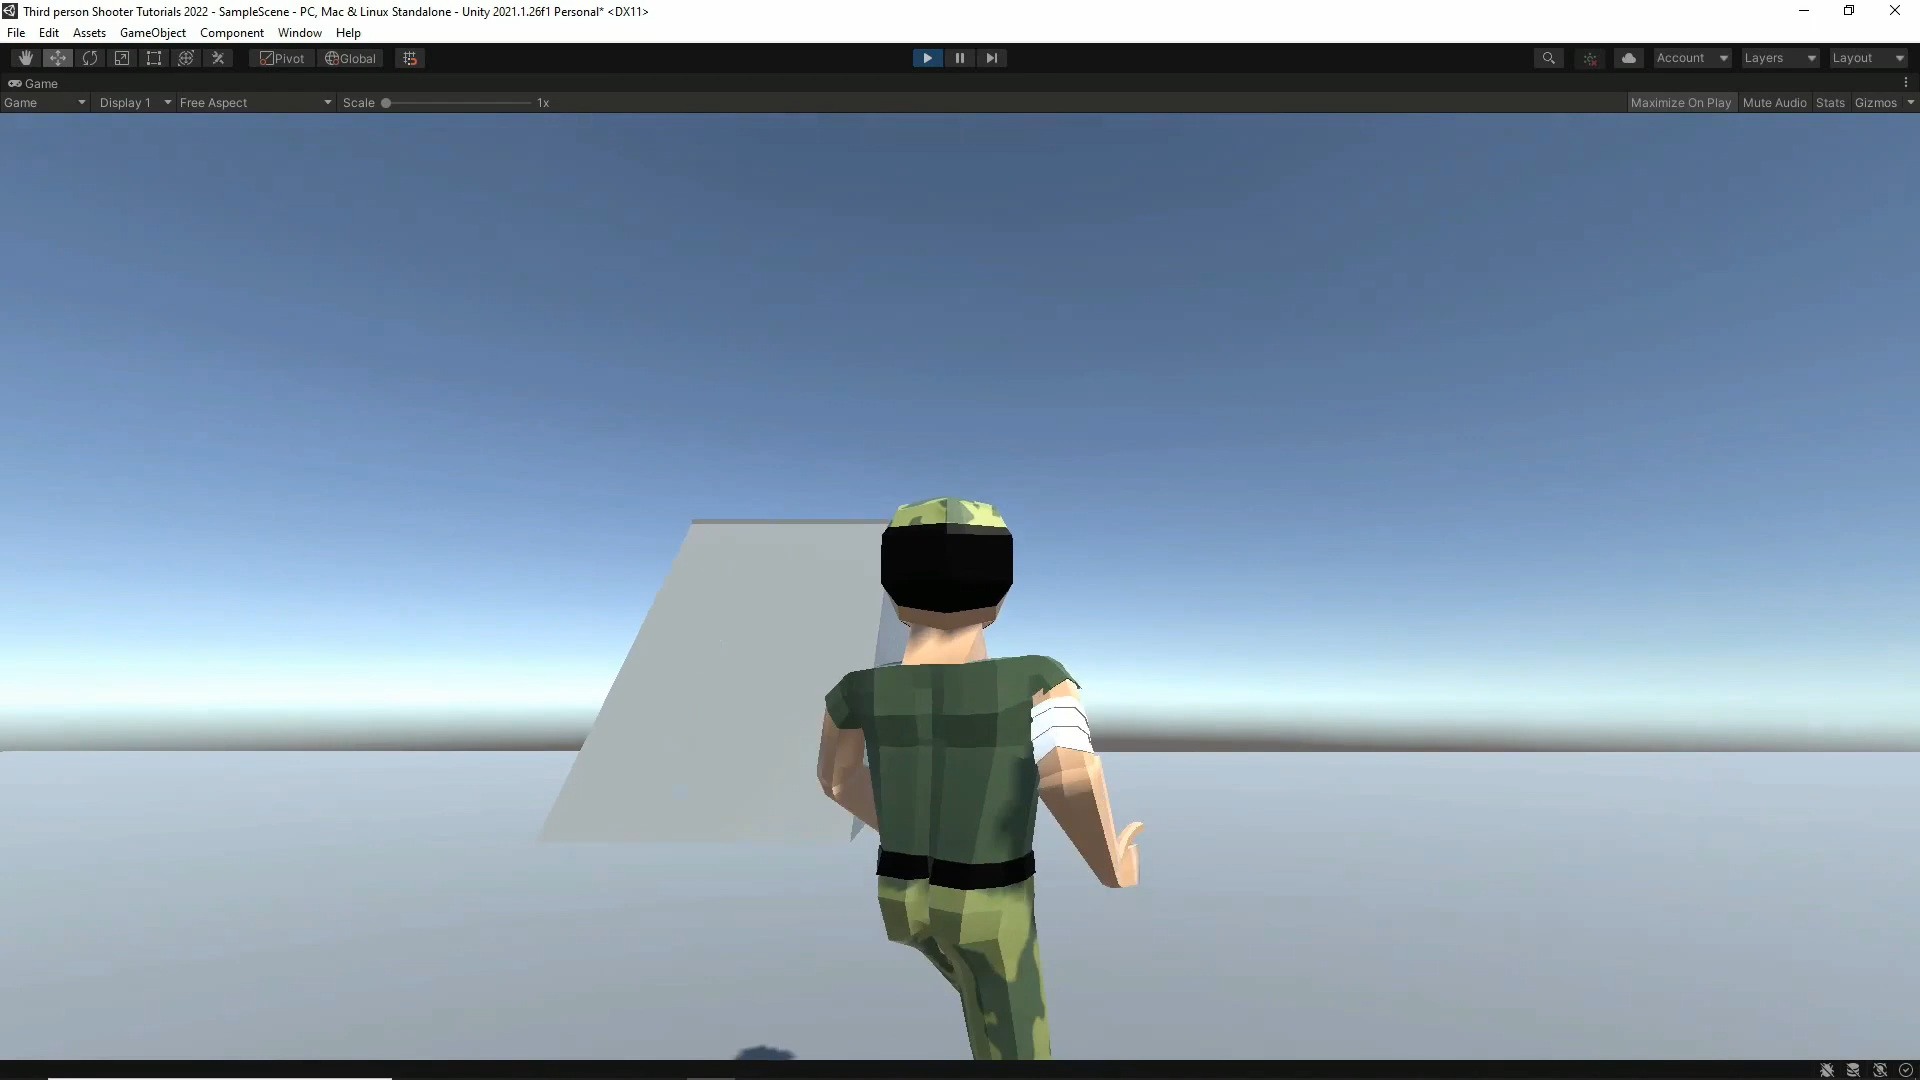 Third person Shooter Tutorials 2022 - SampleScene - PC, Mac & Linux Standalone - Unity 2021.1.26f1 Personal* <DX11>
File Edit Assets GameObject Component Window Help
Pivot Global Account Layers Layout
Game
Game Display 1 Free Aspect Scale 1x Maximize On Play Mute Audio Stats Gizmos